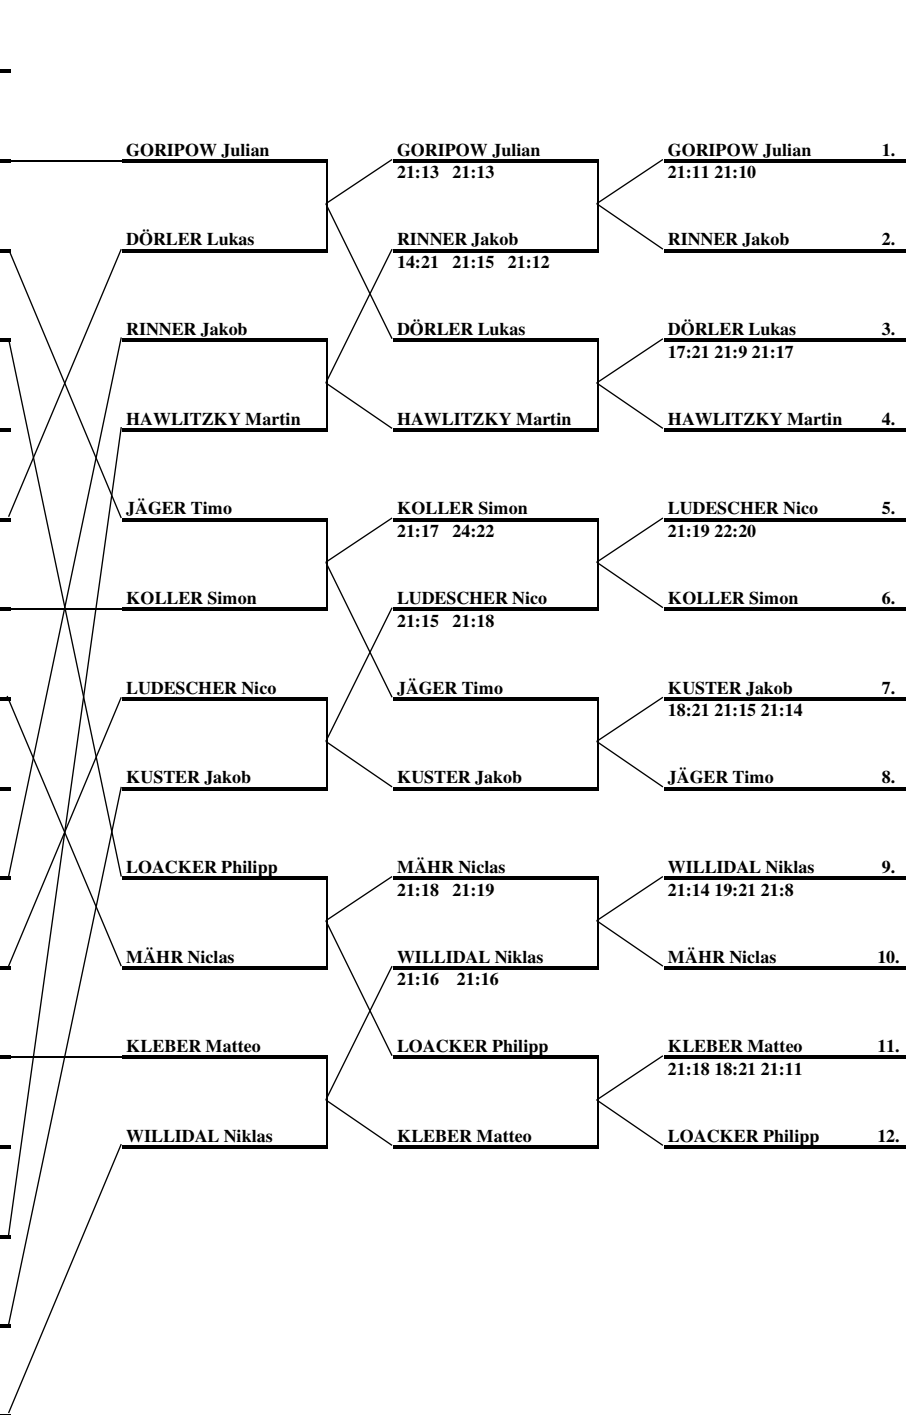 GORIPOW Julian GORIPOW Julian GORIPOW Julian 1.
21:13 21:13 21:11 21:10
DÖRLER Lukas RINNER Jakob RINNER Jakob 2.
14:21 21:15 21:12
RINNER Jakob DÖRLER Lukas DÖRLER Lukas 3.
17:21 21:9 21:17
HAWLITZKY Martin HAWLITZKY Martin HAWLITZKY Martin 4.
JÄGER Timo KOLLER Simon LUDESCHER Nico 5.
21:17 24:22 21:19 22:20
KOLLER Simon LUDESCHER Nico KOLLER Simon 6.
21:15 21:18
LUDESCHER Nico JÄGER Timo KUSTER Jakob 7.
18:21 21:15 21:14
KUSTER Jakob KUSTER Jakob JÄGER Timo 8.
LOACKER Philipp MÄHR Niclas WILLIDAL Niklas 9.
21:18 21:19 21:14 19:21 21:8
MÄHR Niclas WILLIDAL Niklas MÄHR Niclas 10.
21:16 21:16
KLEBER Matteo LOACKER Philipp KLEBER Matteo 11.
21:18 18:21 21:11
WILLIDAL Niklas KLEBER Matteo LOACKER Philipp 12.